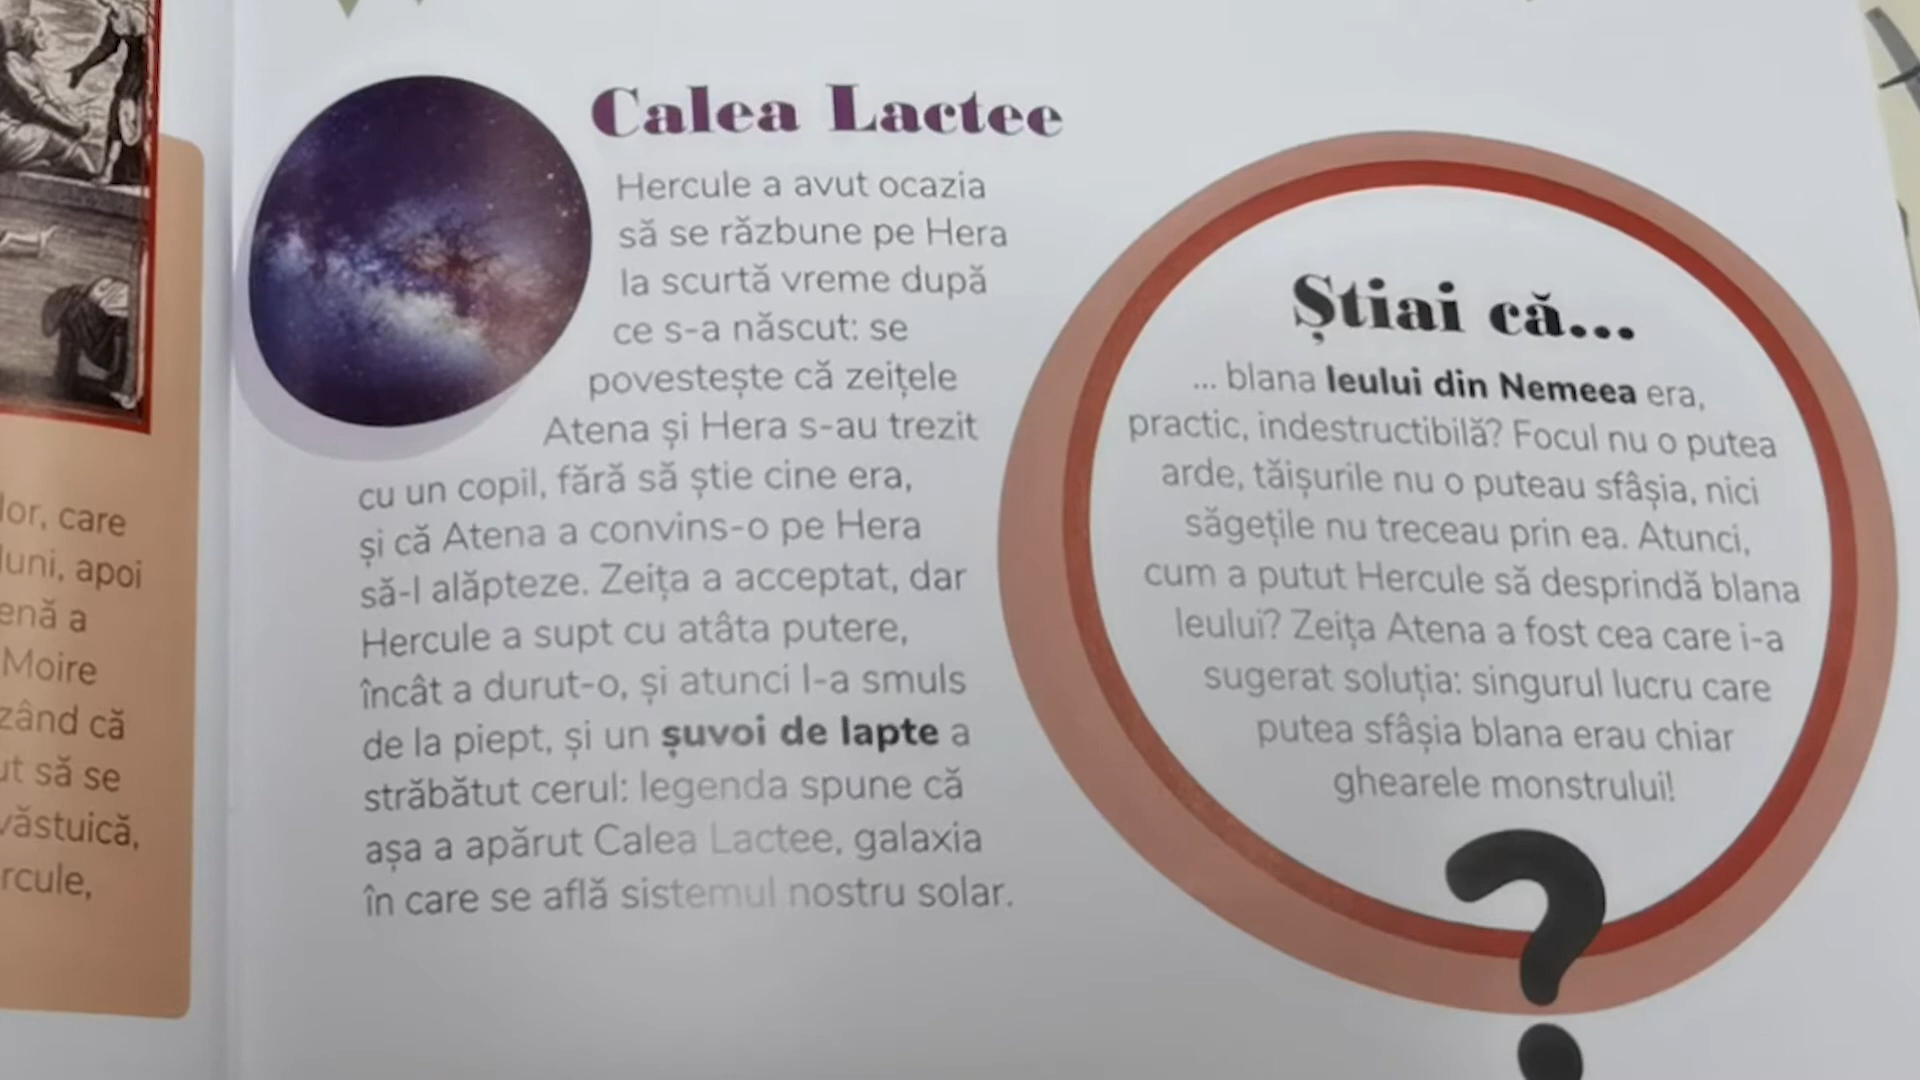 lor, care
luni, apoi
enă a
Moire
zând că
ut să se
văstuică,
rcule,
Calea Lactee
Hercule a avut ocazia
să se răzbune pe Hera
la scurtă vreme după
ce s-a născut: se
povestește că zeițele
Atena și Hera s-au trezit
cu un copil, fără să știe cine era,
și că Atena a convins-o pe Hera
să-l alăpteze. Zeița a acceptat, dar
Hercule a supt cu atâta putere,
încât a durut-o, și atunci l-a smuls
de la piept, și un șuvoi de lapte a
străbătut cerul: legenda spune că
așa a apărut Calea Lactee, galaxia
în care se află sistemul nostru solar.
Știai că...
... blana leului din Nemeea era,
practic, indestructibilă? Focul nu o putea
arde, tăișurile nu o puteau sfâșia, nici
săgețile nu treceau prin ea. Atunci,
cum a putut Hercule să desprindă blana
leului? Zeița Atena a fost cea care i-a
sugerat soluția: singurul lucru care
putea sfâșia blana erau chiar
ghearele monstrului!
?